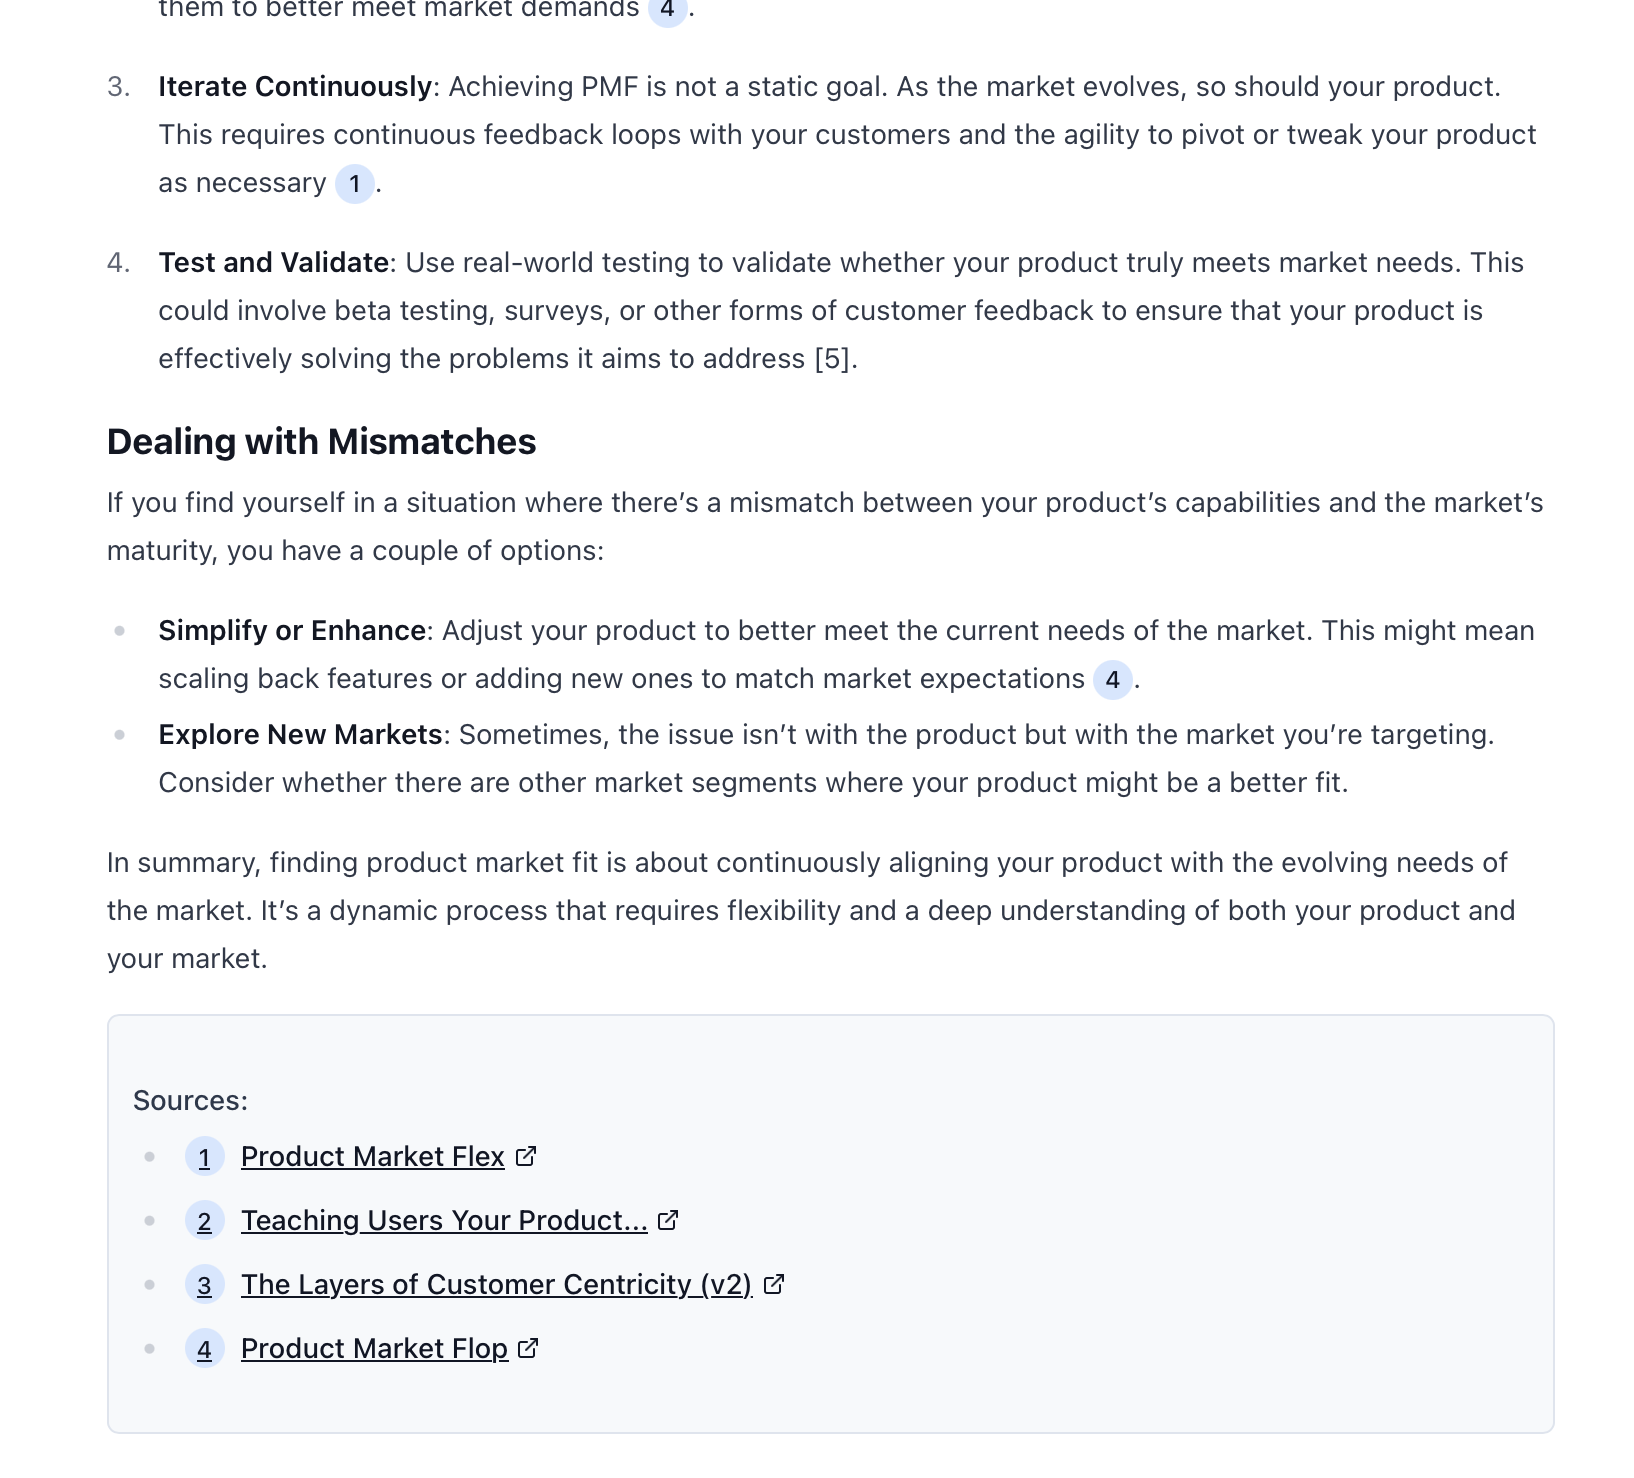 them to better meet market demands 4.
3. Iterate Continuously: Achieving PMF is not a static goal. As the market evolves, so should your product.
This requires continuous feedback loops with your customers and the agility to pivot or tweak your product
as necessary 1.
4. Test and Validate: Use real-world testing to validate whether your product truly meets market needs. This
could involve beta testing, surveys, or other forms of customer feedback to ensure that your product is
effectively solving the problems it aims to address [5].
Dealing with Mismatches
If you find yourself in a situation where there’s a mismatch between your product’s capabilities and the market’s
maturity, you have a couple of options:
• Simplify or Enhance: Adjust your product to better meet the current needs of the market. This might mean
scaling back features or adding new ones to match market expectations 4.
• Explore New Markets: Sometimes, the issue isn’t with the product but with the market you’re targeting.
Consider whether there are other market segments where your product might be a better fit.
In summary, finding product market fit is about continuously aligning your product with the evolving needs of
the market. It’s a dynamic process that requires flexibility and a deep understanding of both your product and
your market.
Sources:
• 1 Product Market Flex
• 2 Teaching Users Your Product...
• 3 The Layers of Customer Centricity (v2)
• 4 Product Market Flop